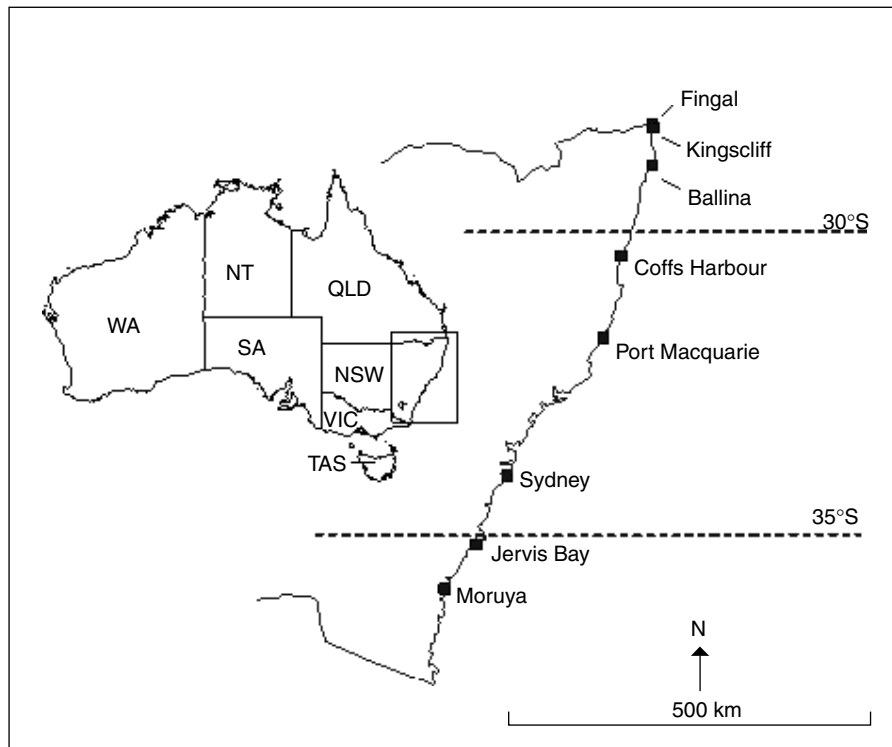 Fingal
Kingscliff
Ballina
30°S
NT
QLD
Coffs Harbour
WA
SA
Port Macquarie
NSW
VIC
TAS
Sydney
35°S
Jervis Bay
Moruya
N
500 km